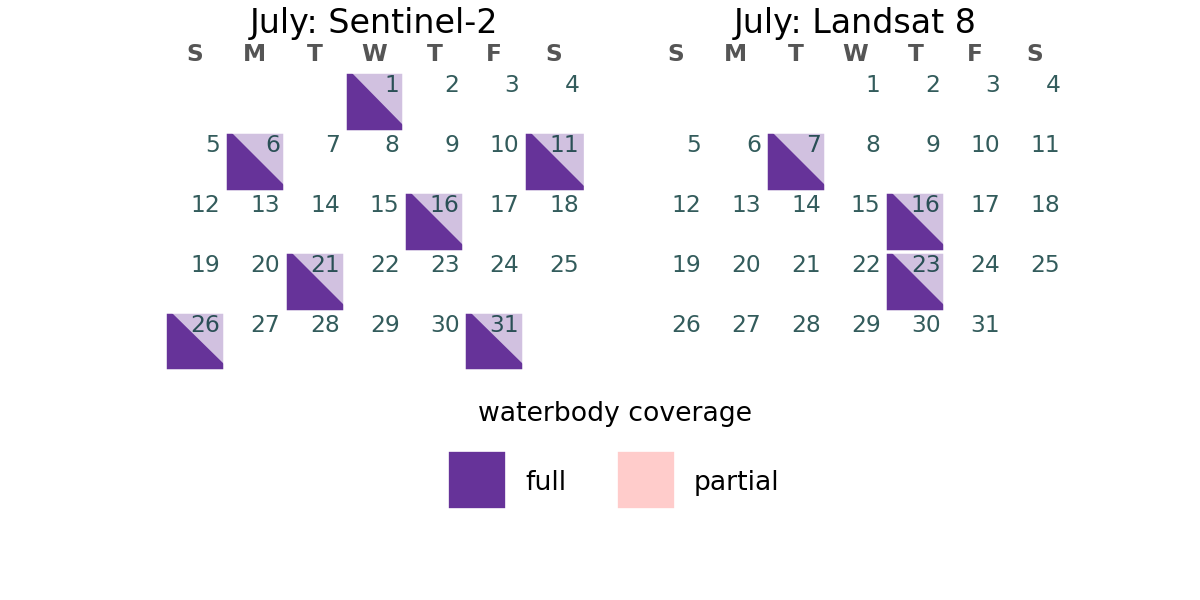 July: Sentinel-2
S M T W T F S
1 2 3 4
5 6 7 8 9 10 11
12 13 14 15 16 17 18
19 20 21 22 23 24 25
26 27 28 29 30 31
July: Landsat 8
S M T W T F S
1 2 3 4
5 6 7 8 9 10 11
12 13 14 15 16 17 18
19 20 21 22 23 24 25
26 27 28 29 30 31
waterbody coverage
full partial